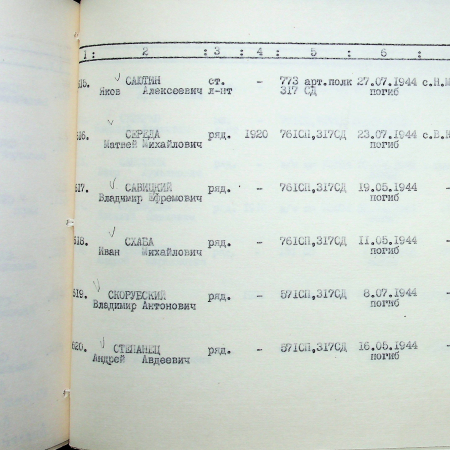 1 : 2 : 3 : 4 : 5 : 6 :
САЕТИН ст. - 773 арт.полк 27.07.1944
Яков Алексеевич л-нт 317 СД погиб
СЕРЕДА ряд. 1920 761СП,317СД 23.07.1944
Матвей Михайлович погиб
517. САВИЦКИЙ ряд. - 761СП,317СД 19.05.1944
Владимир Ефремович погиб
518. СХАБА ряд. - 761СП,317СД 11.05.1944
Иван Михайлович погиб
519. СКОРУБСКИЙ ряд. - 571СП,317СД 8.07.1944
Владимир Антонович погиб
520. СТЕПАНЕЦ ряд. - 571СП,317СД 16.05.1944
Андрей Авдеевич погиб